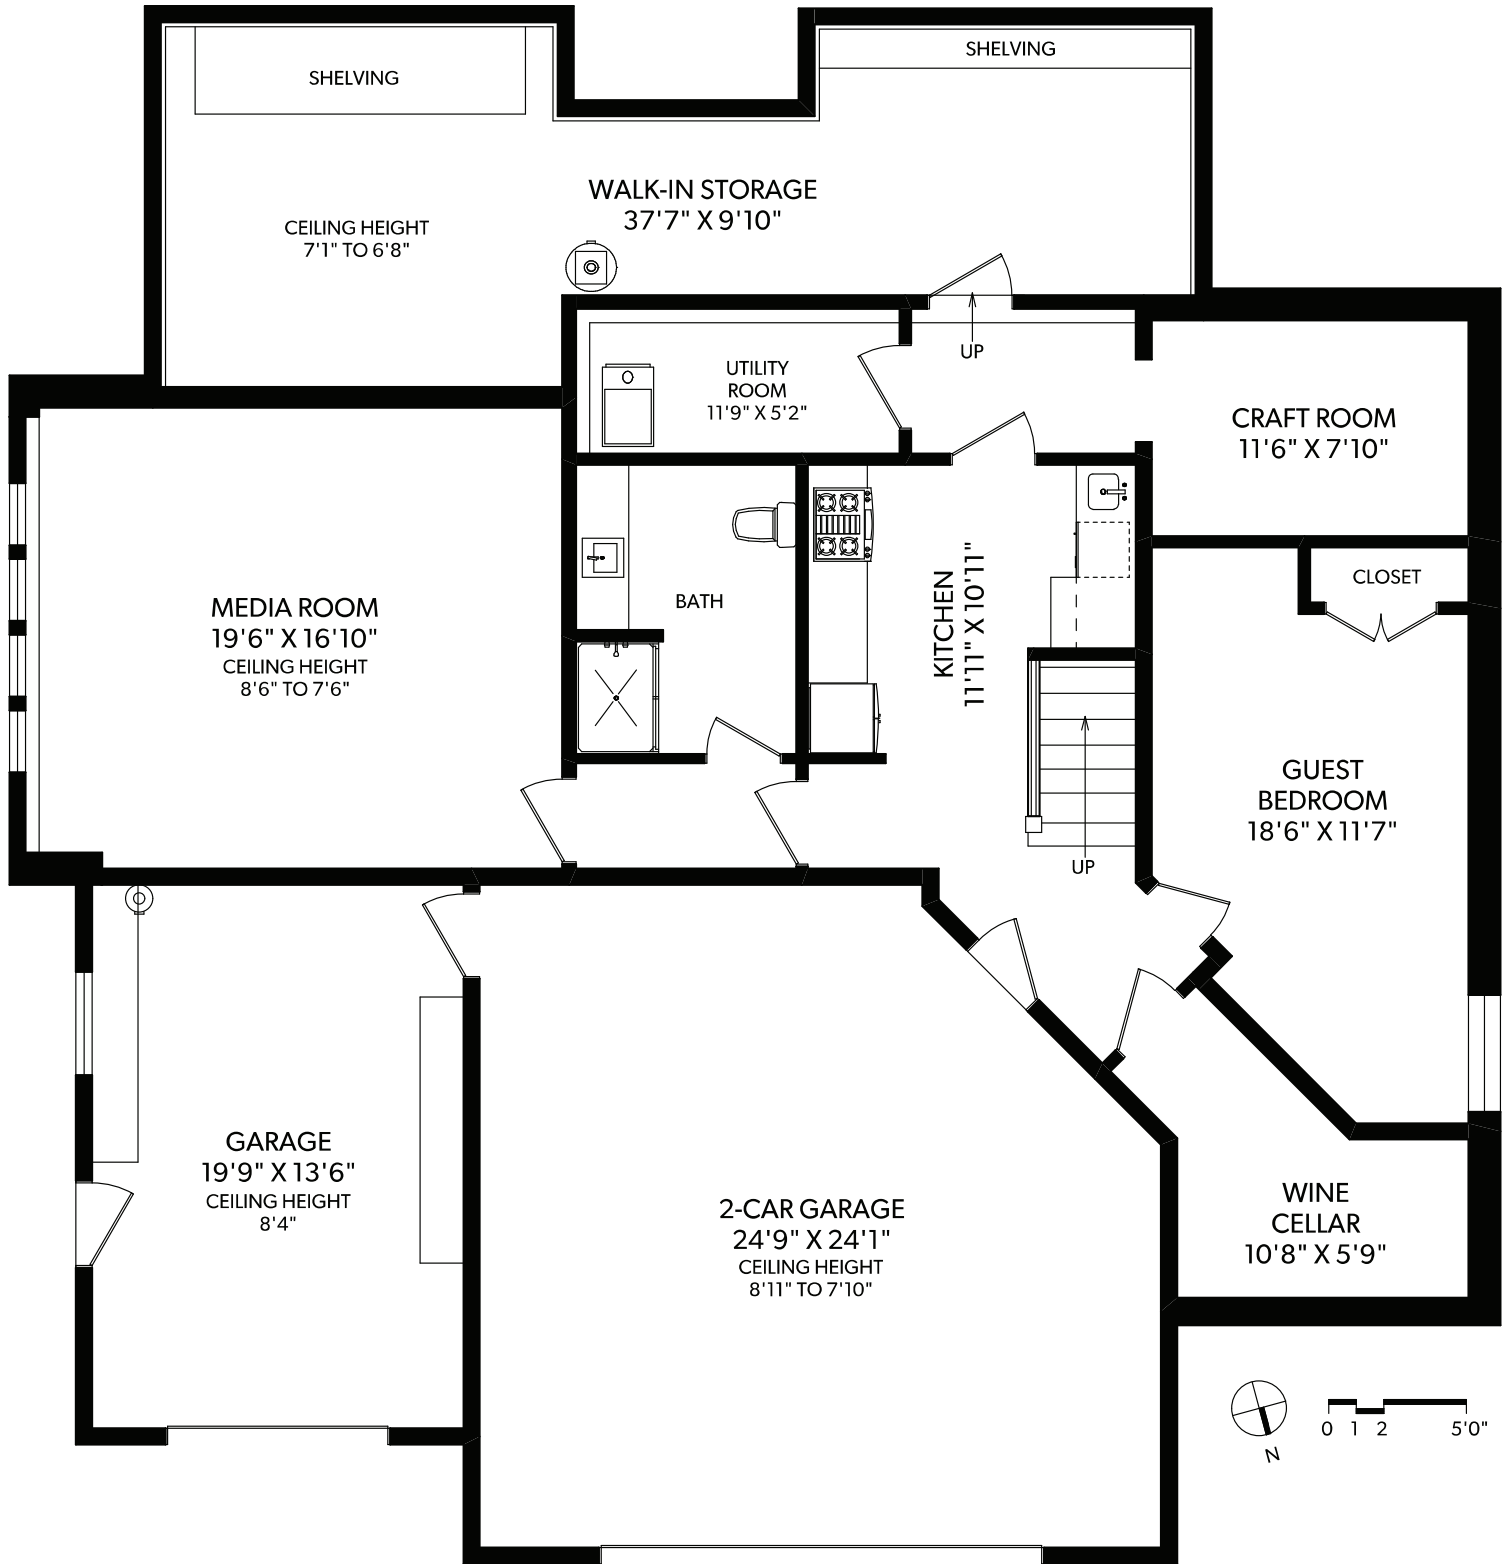 SHELVING
SHELVING
WALK-IN STORAGE
37'7" X 9'10"
CEILING HEIGHT
7'1" TO 6'8"
UP
UTILITY
ROOM
11'9" X 5'2"
CRAFT ROOM
11'6" X 7'10"
MEDIA ROOM
19'6" X 16'10"
CEILING HEIGHT
8'6" TO 7'6"
BATH
KITCHEN
11'11" X 10'11"
CLOSET
GUEST
BEDROOM
18'6" X 11'7"
UP
GARAGE
19'9" X 13'6"
CEILING HEIGHT
8'4"
2-CAR GARAGE
24'9" X 24'1"
CEILING HEIGHT
8'11" TO 7'10"
WINE
CELLAR
10'8" X 5'9"
N
0 1 2 5'0"